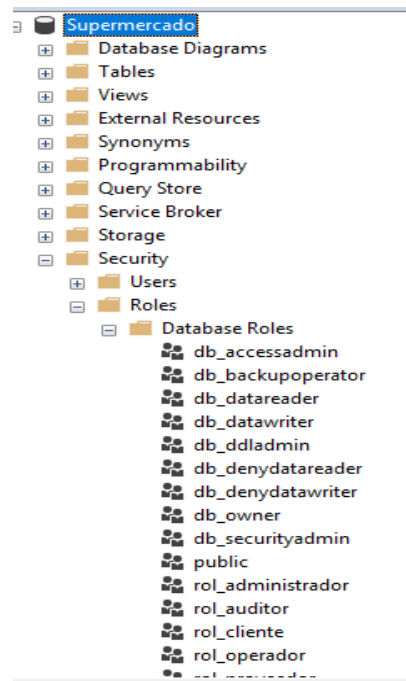 Supermercado
Database Diagrams
Tables
Views
External Resources
Synonyms
Programmability
Query Store
Service Broker
Storage
Security
Users
Roles
Database Roles
db_accessadmin
db_backupoperator
db_datareader
db_datawriter
db_ddladmin
db_denydatareader
db_denydatawriter
db_owner
db_securityadmin
public
rol_administrador
rol_auditor
rol_cliente
rol_operador